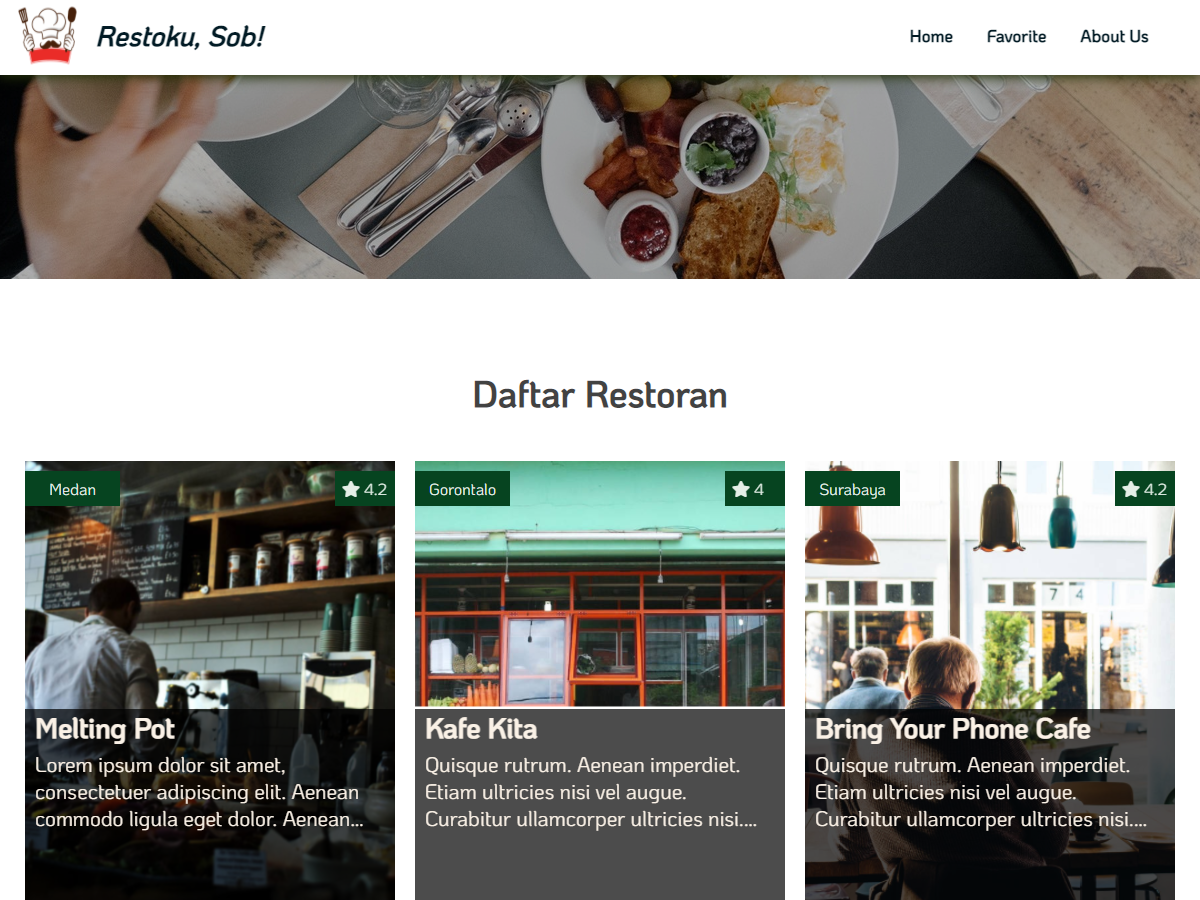 Restoku, Sob!
Home
Favorite
About Us
Daftar Restoran
Medan
4.2
Melting Pot
Lorem ipsum dolor sit amet,
consectetuer adipiscing elit. Aenean
commodo ligula eget dolor. Aenean...
Gorontalo
4
Kafe Kita
Quisque rutrum. Aenean imperdiet.
Etiam ultricies nisi vel augue.
Curabitur ullamcorper ultricies nisi....
Surabaya
4.2
7 4
Bring Your Phone Cafe
Quisque rutrum. Aenean imperdiet.
Etiam ultricies nisi vel augue.
Curabitur ullamcorper ultricies nisi....